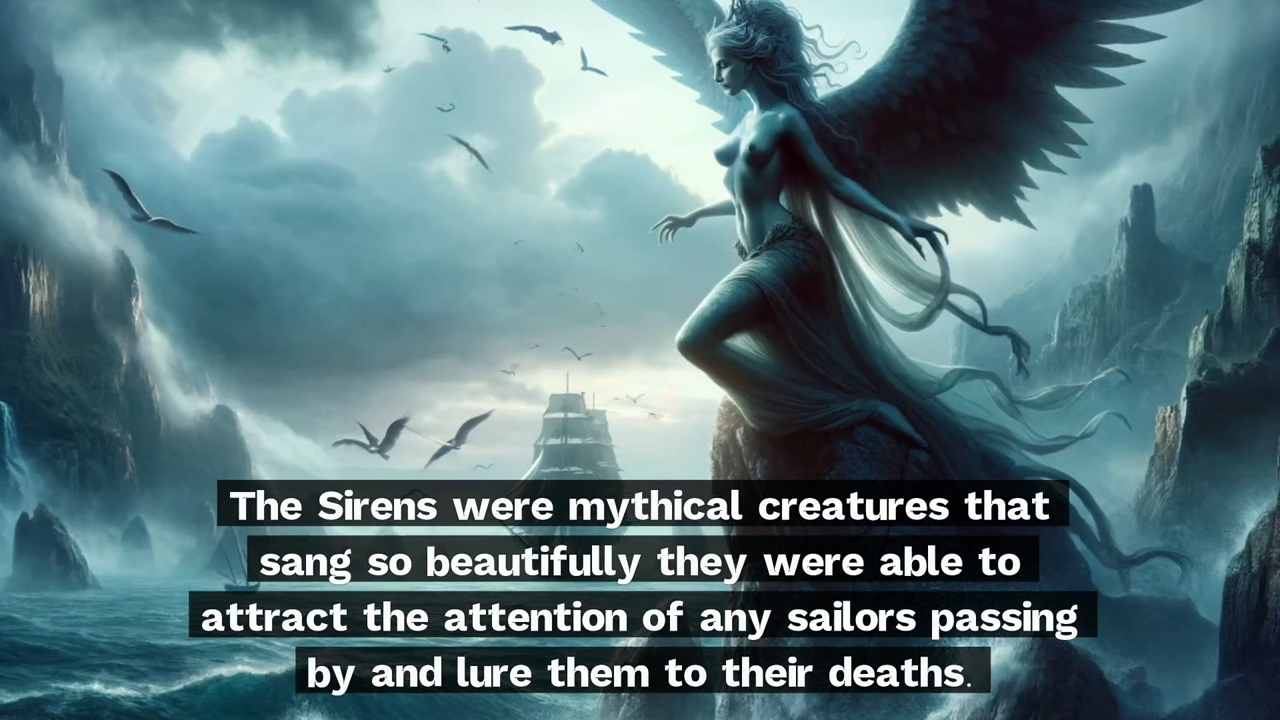 The Sirens were mythical creatures that
sang so beautifully they were able to
attract the attention of any sailors passing
by and lure them to their deaths.